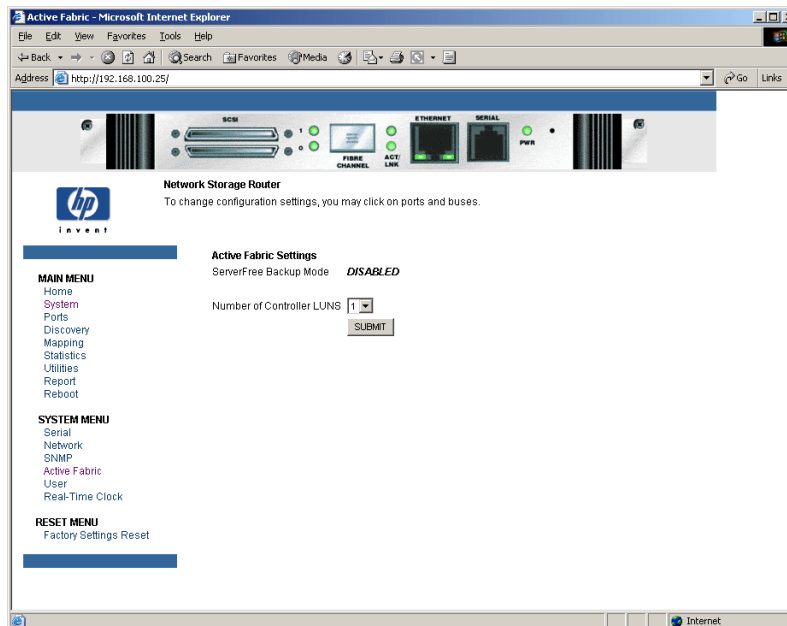 Active Fabric - Microsoft Internet Explorer
File Edit View Favorites Tools Help
Back Search Favorites Media
Address http://192.168.100.25/ Go Links
SCSI ETHERNET SERIAL
1
0
FIBRE CHANNEL ACT/ LNK PWR
hp
invent
Network Storage Router
To change configuration settings, you may click on ports and buses.
Active Fabric Settings
ServerFree Backup Mode DISABLED
Number of Controller LUNS 1
SUBMIT
MAIN MENU
Home
System
Ports
Discovery
Mapping
Statistics
Utilities
Report
Reboot
SYSTEM MENU
Serial
Network
SNMP
Active Fabric
User
Real-Time Clock
RESET MENU
Factory Settings Reset
Internet